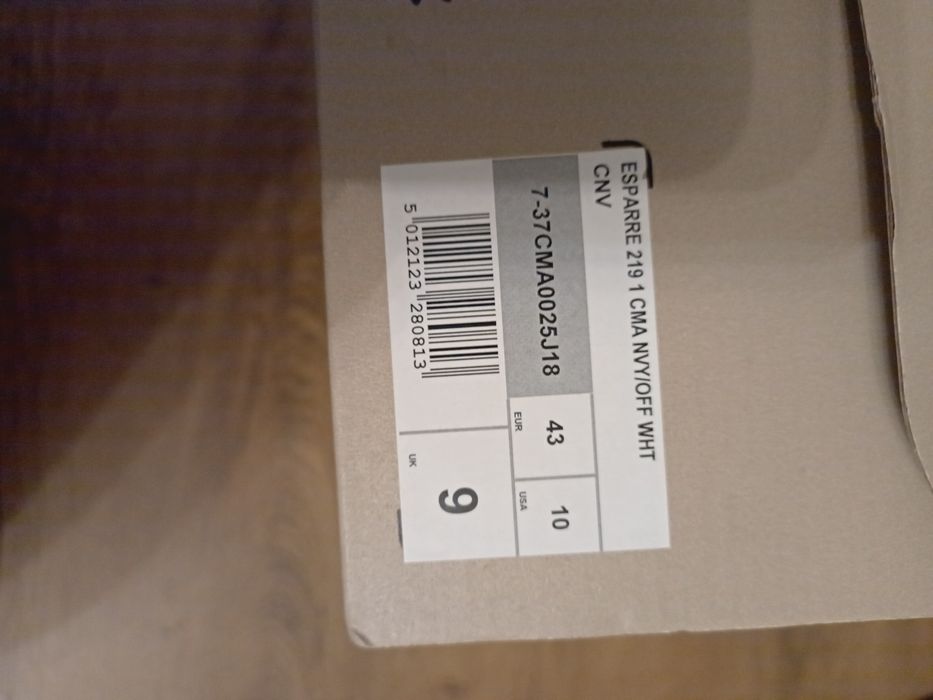 ESPARRE 219 1 CMA NVY/OFF WHT
CNV
7-37CMA0025J18
EUR
43
USA
10
5 012123 280813
UK
9